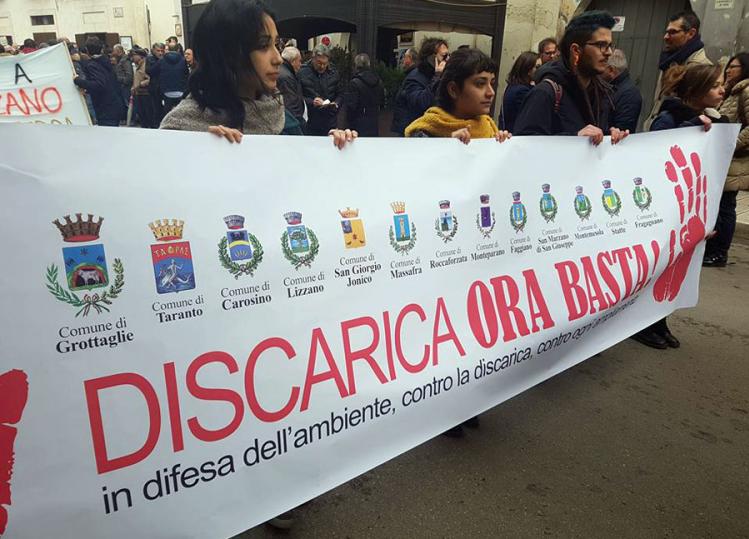 A
ZANO
Comune di
Grottaglie
ΤΑΡΑΣ
Comune di
Taranto
Comune di
Carosino
Comune di
Lizzano
Comune di
San Giorgio
Jonico
Comune di
Massafra
Comune di
Roccaforzata
Comune di
Monteparano
Comune di
Faggiano
Comune di
San Marzano
di San Giuseppe
Comune di
Montemesola
Comune di
Statte
Comune di
Fragagnano
DISCARICA ORA BASTA!
in difesa dell'ambiente, contro la discarica, contro ogni ampliamento